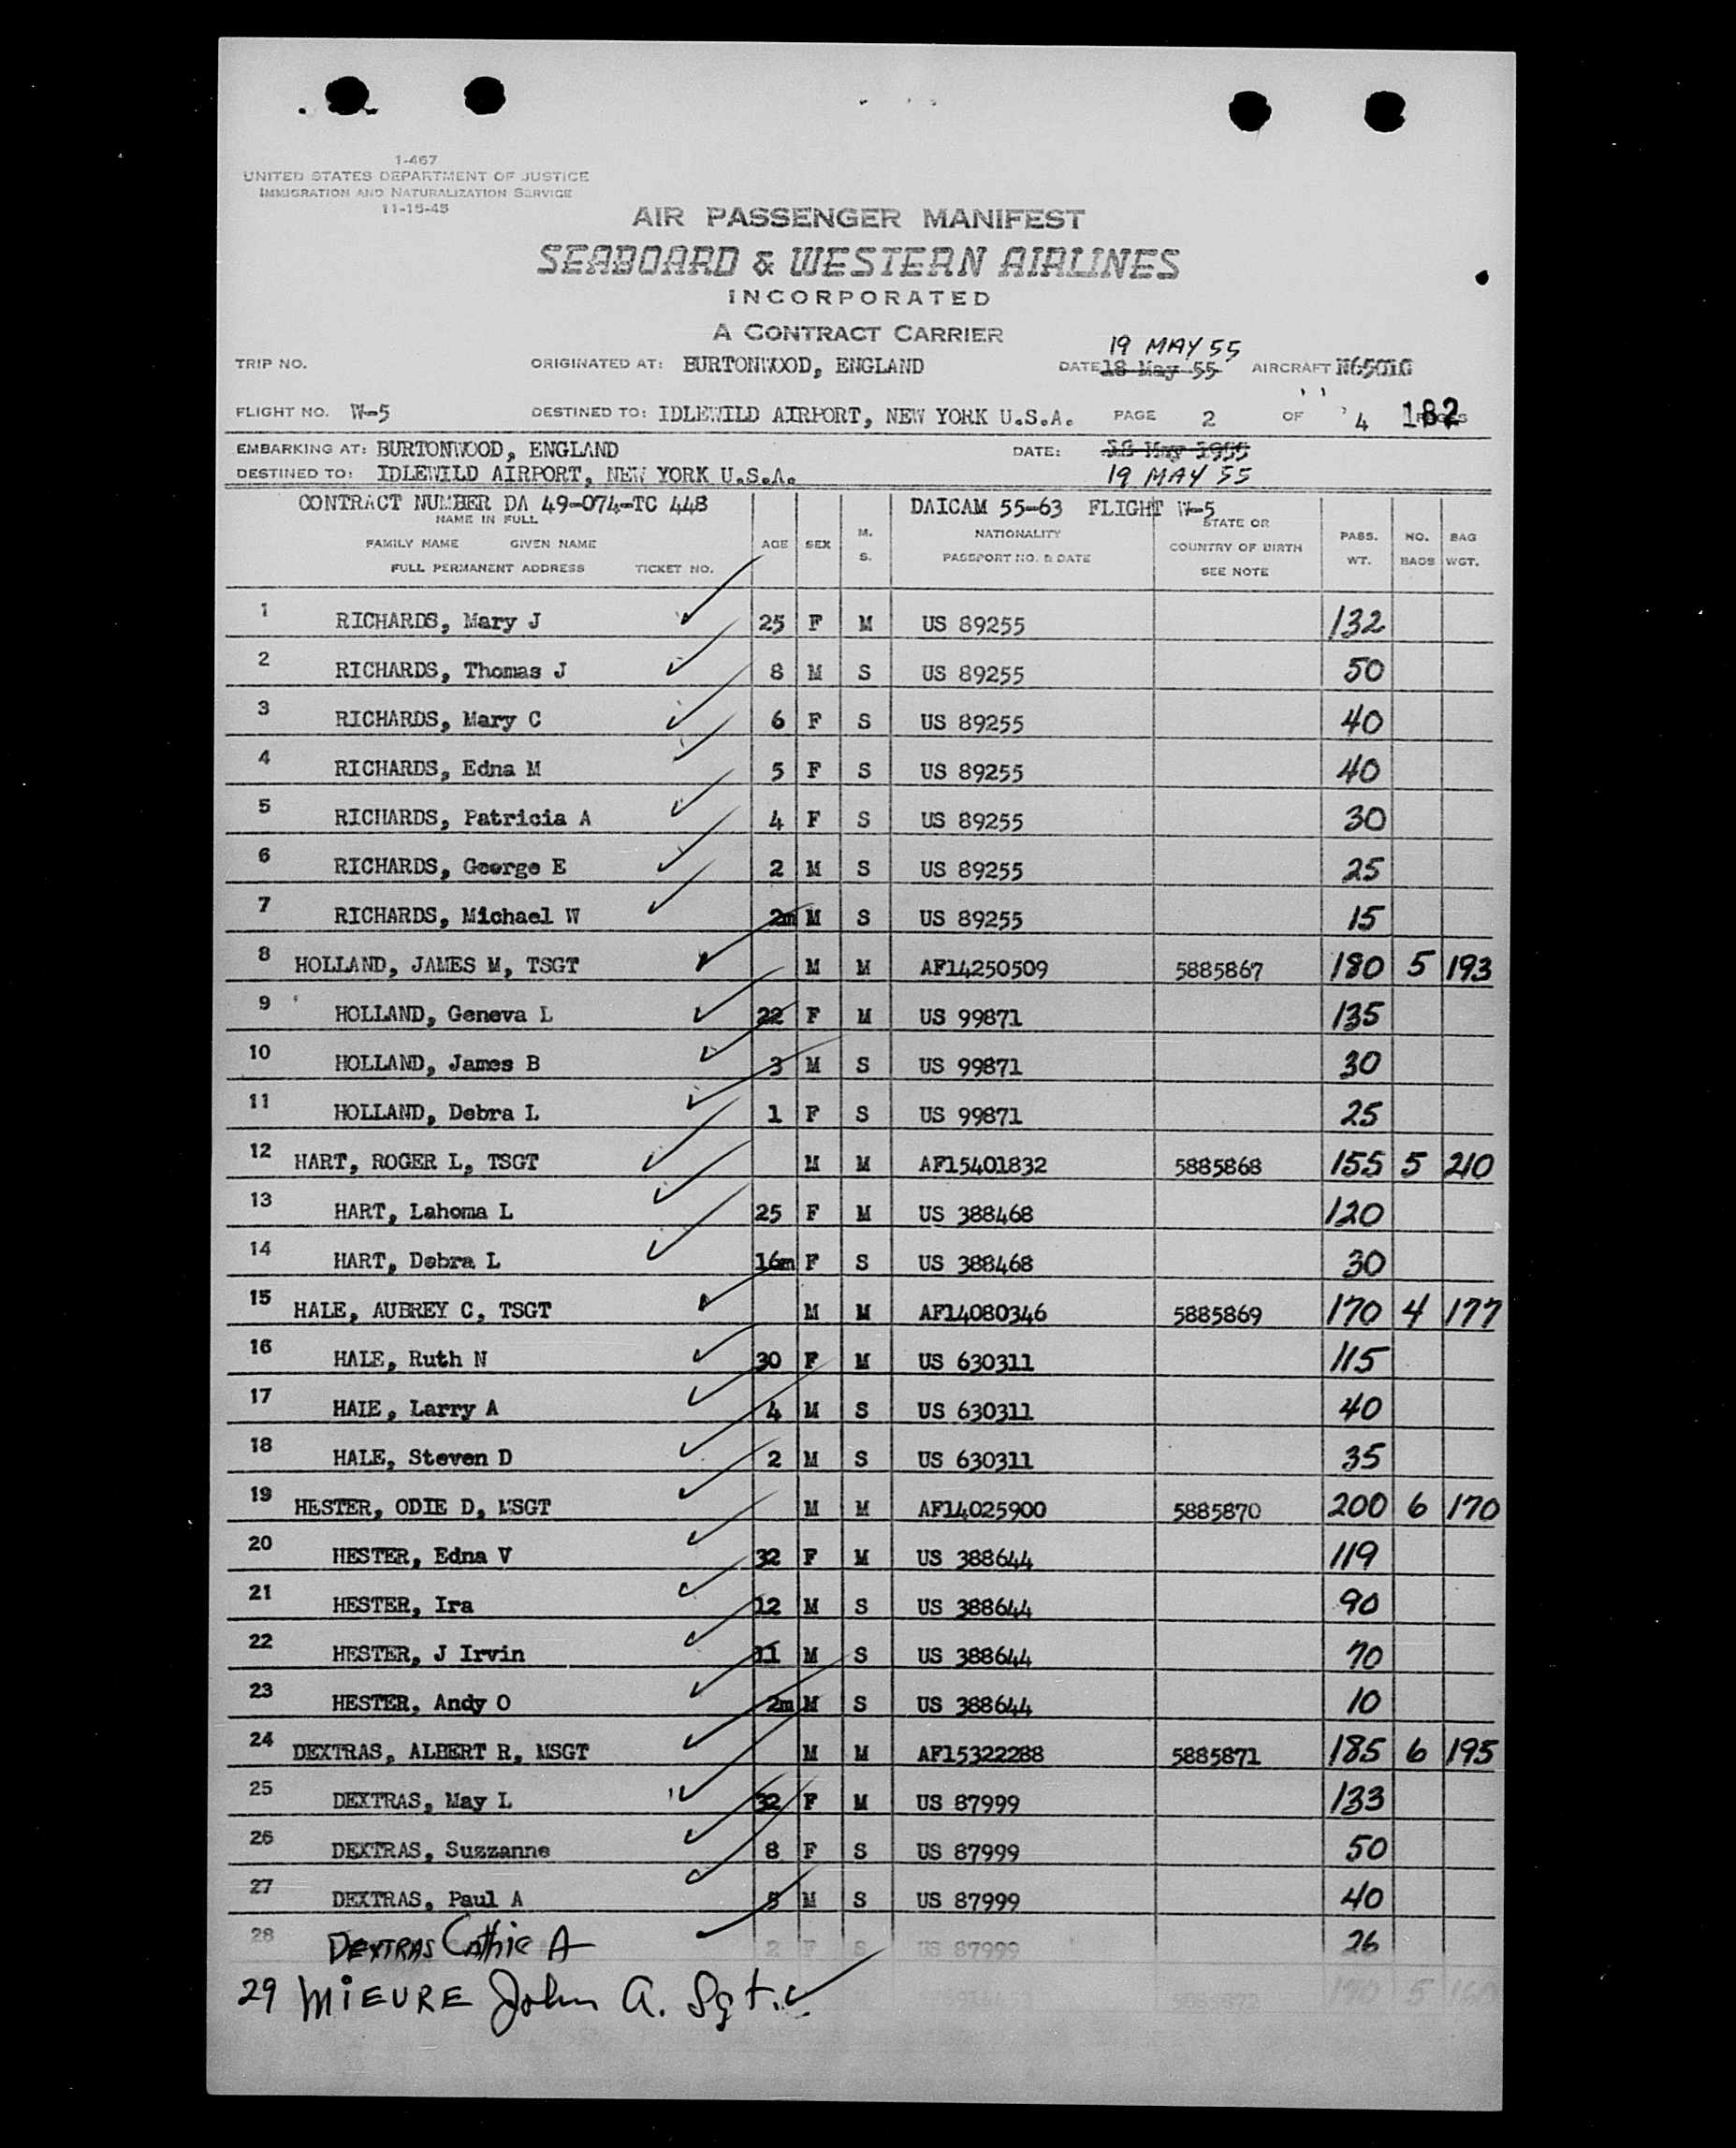 1-467
UNITED STATES DEPARTMENT OF JUSTICE
IMMIGRATION AND NATURALIZATION SERVICE
11-15-45
AIR PASSENGER MANIFEST
SEABOARD & WESTERN AIRLINES
INCORPORATED
A CONTRACT CARRIER
19 MAY 55
TRIP NO. ORIGINATED AT: BURTONWOOD, ENGLAND DATE 18 May 55 AIRCRAFT N6501C
FLIGHT NO. W-5 DESTINED TO: IDLEWILD AIRPORT, NEW YORK U.S.A. PAGE 2 OF 4 182
EMBARKING AT: BURTONWOOD, ENGLAND DATE: 18 May 1955
DESTINED TO: IDLEWILD AIRPORT, NEW YORK U.S.A. 19 MAY 55
CONTRACT NUMBER DA 49-074-TC 448 DAICAM 55-63 FLIGHT W-5
NAME IN FULL STATE OR
FAMILY NAME GIVEN NAME AGE SEX M. S. NATIONALITY COUNTRY OF BIRTH PASS. WT. NO. BAGS BAG WGT.
FULL PERMANENT ADDRESS TICKET NO. PASSPORT NO. & DATE SEE NOTE
1 RICHARDS, Mary J 25 F M US 89255 132
2 RICHARDS, Thomas J 8 M S US 89255 50
3 RICHARDS, Mary C 6 F S US 89255 40
4 RICHARDS, Edna M 5 F S US 89255 40
5 RICHARDS, Patricia A 4 F S US 89255 30
6 RICHARDS, George E 2 M S US 89255 25
7 RICHARDS, Michael W 2m M S US 89255 15
8 HOLLAND, JAMES M, TSGT M M AF14250509 5885867 180 5 193
9 HOLLAND, Geneva L 22 F M US 99871 135
10 HOLLAND, James B 3 M S US 99871 30
11 HOLLAND, Debra L 1 F S US 99871 25
12 HART, ROGER L, TSGT M M AF15401832 5885868 155 5 210
13 HART, Lahoma L 25 F M US 388468 120
14 HART, Debra L 16m F S US 388468 30
15 HALE, AUBREY C, TSGT M M AF14080346 5885869 170 4 177
16 HALE, Ruth N 30 F M US 630311 115
17 HALE, Larry A 4 M S US 630311 40
18 HALE, Steven D 2 M S US 630311 35
19 HESTER, ODIE D, MSGT M M AF14025900 5885870 200 6 170
20 HESTER, Edna V 32 F M US 388644 119
21 HESTER, Ira 12 M S US 388644 90
22 HESTER, J Irvin 11 M S US 388644 70
23 HESTER, Andy O 2m M S US 388644 10
24 DEXTRAS, ALBERT R, MSGT M M AF15322288 5885871 185 6 195
25 DEXTRAS, May L 32 F M US 87999 133
26 DEXTRAS, Suzzanne 8 F S US 87999 50
27 DEXTRAS, Paul A 5 M S US 87999 40
28 DEXTRAS Cathie A 2 F S US 87999 26
29 MIEURE John A. Sgt. 5885872 170 5 160